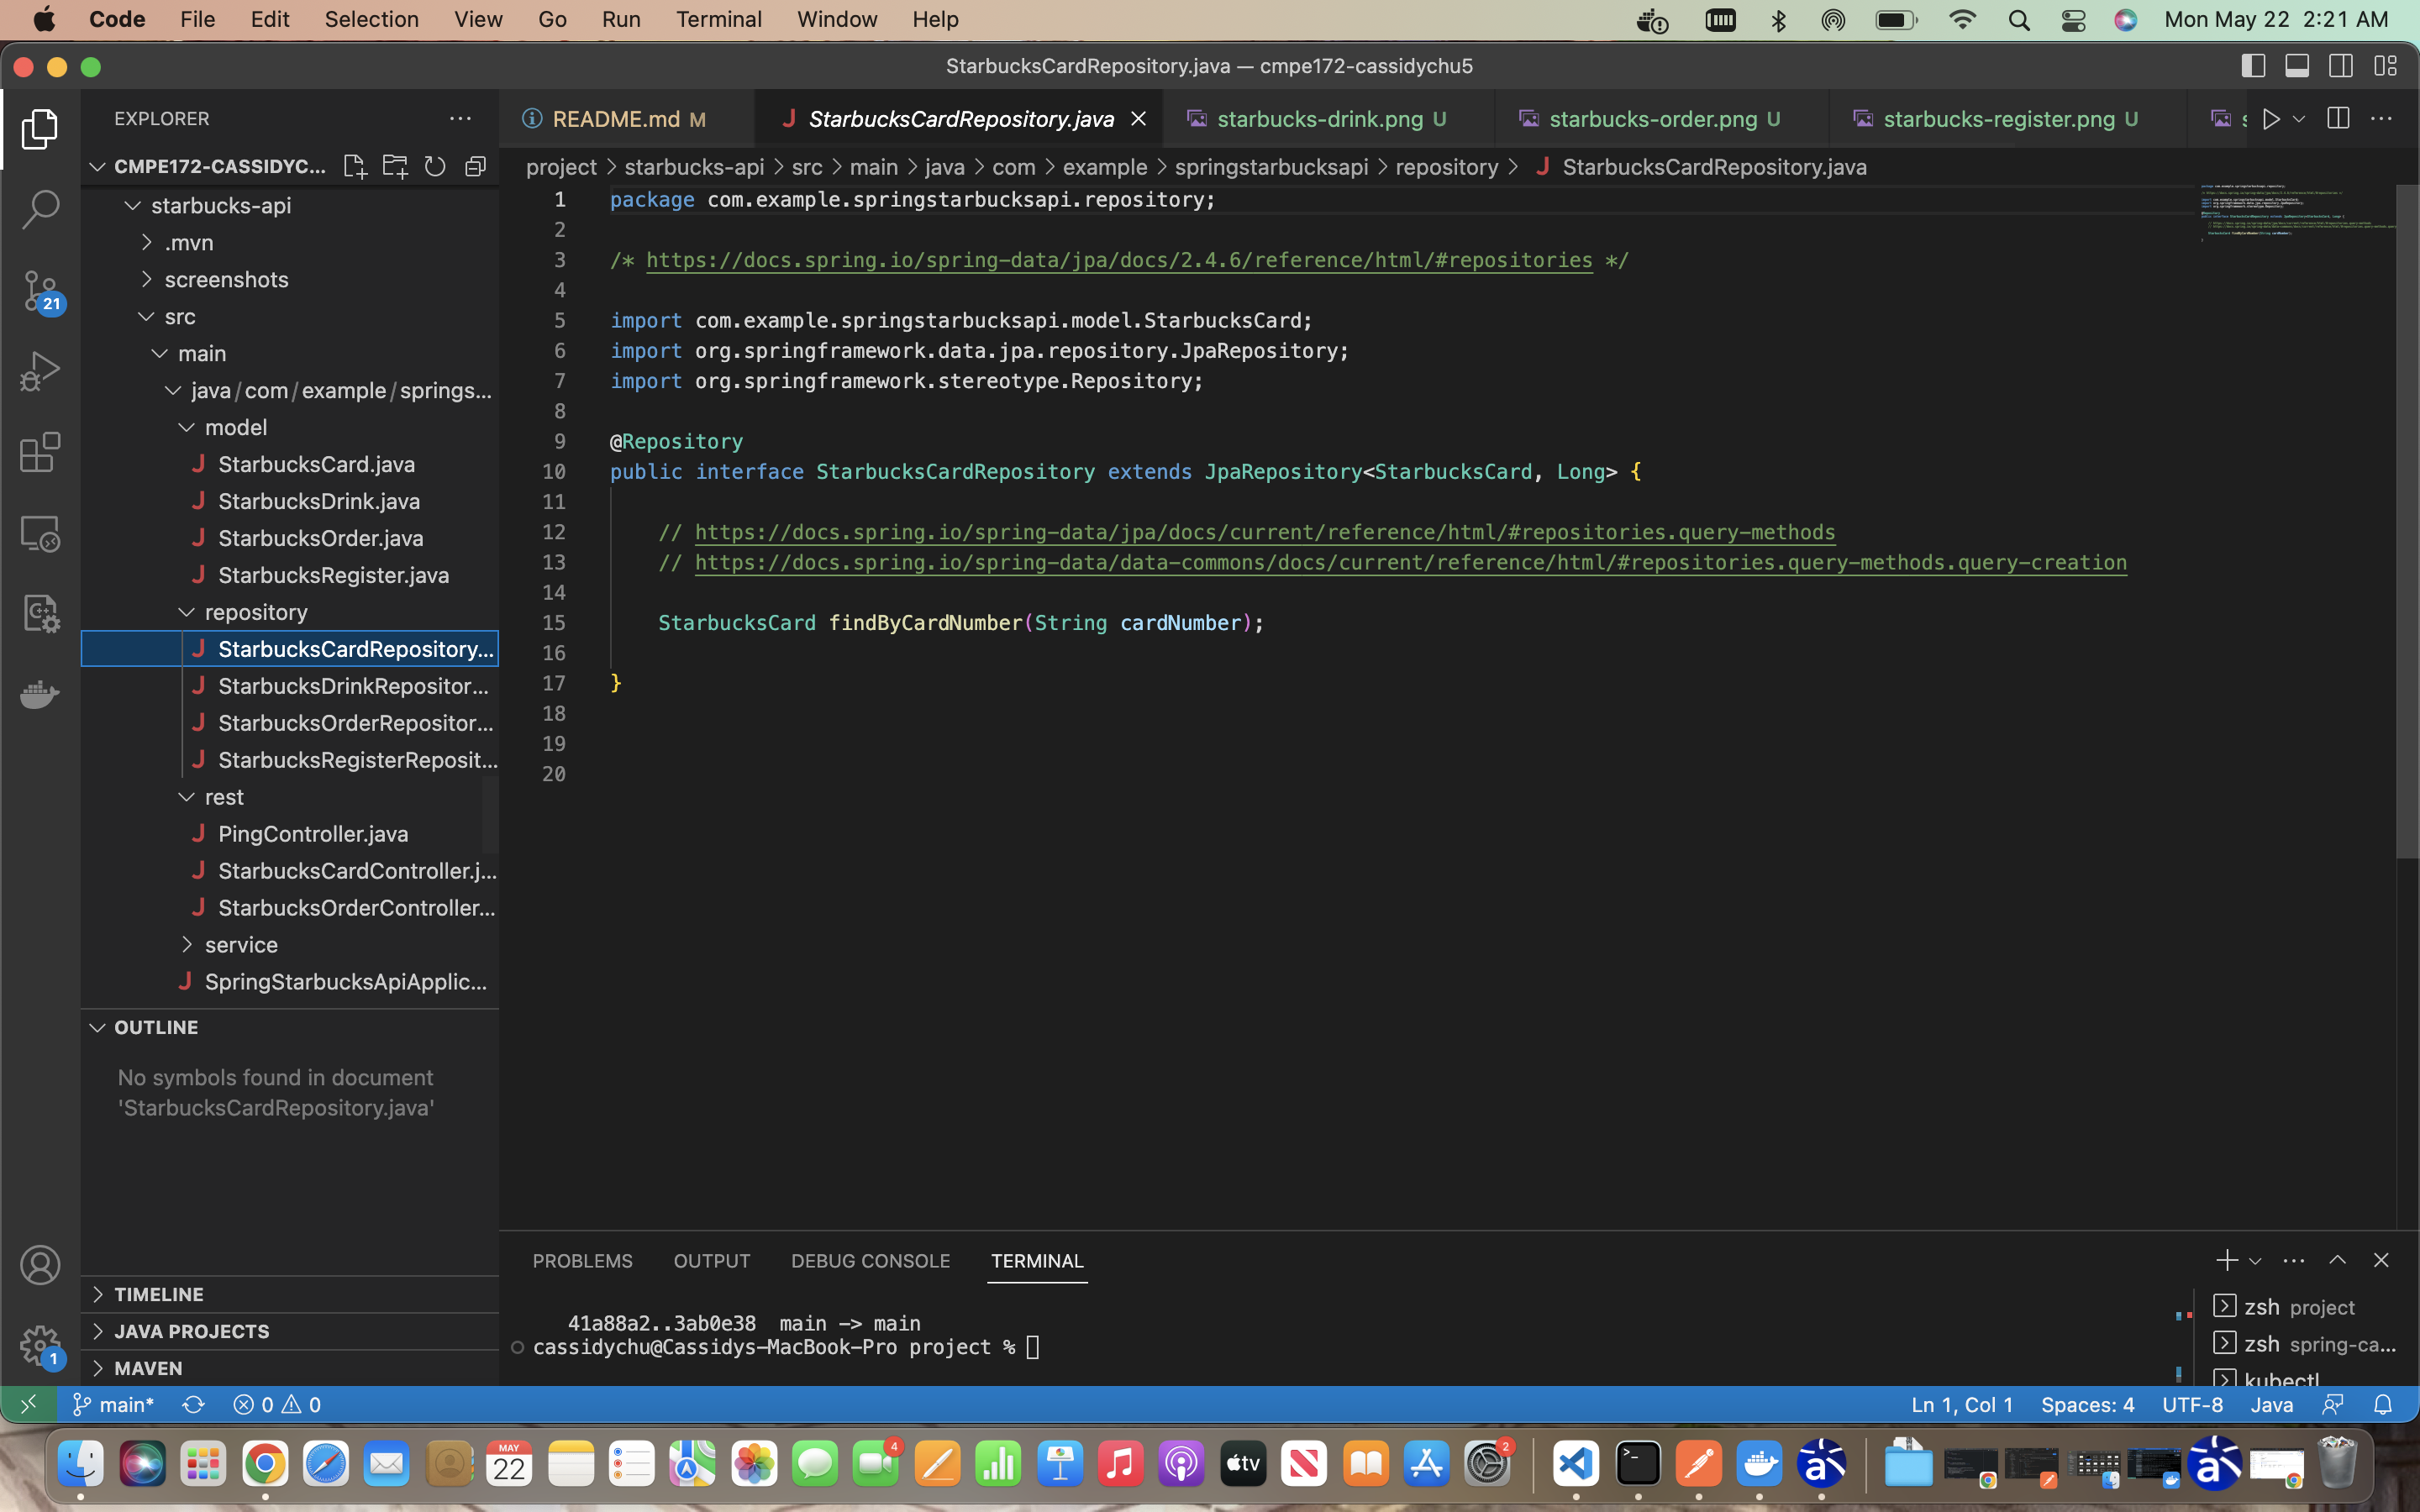 Code File Edit Selection View Go Run Terminal Window Help Mon May 22 2:21 AM
StarbucksCardRepository.java — cmpe172-cassidychu5
EXPLORER
CMPE172-CASSIDYC...
starbucks-api
.mvn
screenshots
src
main
java/com/example/springs...
model
StarbucksCard.java
StarbucksDrink.java
StarbucksOrder.java
StarbucksRegister.java
repository
StarbucksCardRepository...
StarbucksDrinkRepositor...
StarbucksOrderRepositor...
StarbucksRegisterReposit...
rest
PingController.java
StarbucksCardController.j...
StarbucksOrderController...
service
SpringStarbucksApiApplic...
OUTLINE
No symbols found in document
'StarbucksCardRepository.java'
TIMELINE
JAVA PROJECTS
MAVEN
21
1
README.md M StarbucksCardRepository.java starbucks-drink.png U starbucks-order.png U starbucks-register.png U
project > starbucks-api > src > main > java > com > example > springstarbucksapi > repository > StarbucksCardRepository.java
1 package com.example.springstarbucksapi.repository;
2
3 /* https://docs.spring.io/spring-data/jpa/docs/2.4.6/reference/html/#repositories */
4
5 import com.example.springstarbucksapi.model.StarbucksCard;
6 import org.springframework.data.jpa.repository.JpaRepository;
7 import org.springframework.stereotype.Repository;
8
9 @Repository
10 public interface StarbucksCardRepository extends JpaRepository<StarbucksCard, Long> {
11
12 // https://docs.spring.io/spring-data/jpa/docs/current/reference/html/#repositories.query-methods
13 // https://docs.spring.io/spring-data/data-commons/docs/current/reference/html/#repositories.query-methods.query-creation
14
15 StarbucksCard findByCardNumber(String cardNumber);
16
17 }
18
19
20
PROBLEMS OUTPUT DEBUG CONSOLE TERMINAL
41a88a2..3ab0e38 main -> main
cassidychu@Cassidys-MacBook-Pro project %
zsh project
zsh spring-ca...
kubectl
main* 0 0 Ln 1, Col 1 Spaces: 4 UTF-8 Java
MAY
22
4
tv
2